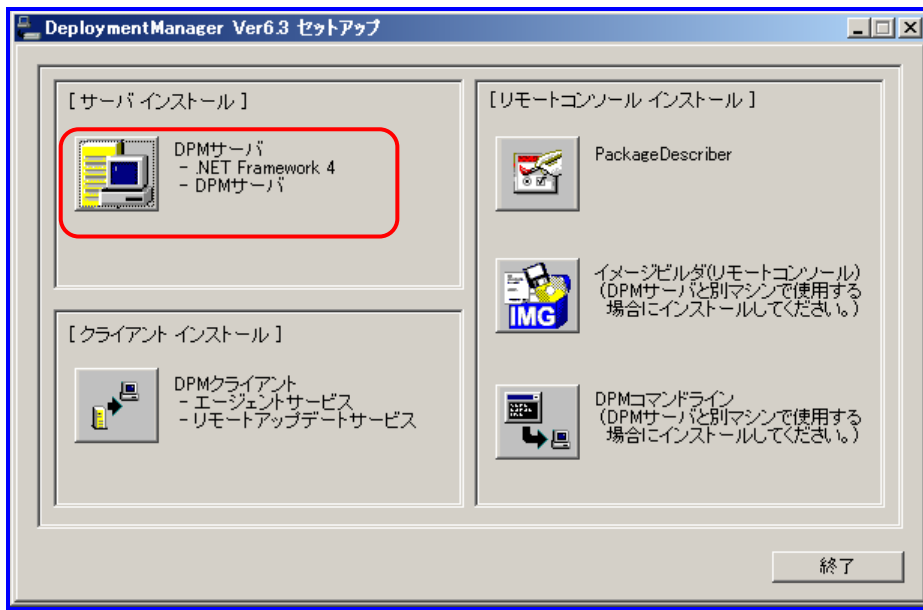 DeploymentManager Ver6.3 セットアップ
[サーバ インストール]
DPMサーバ
- .NET Framework 4
- DPMサーバ
[クライアント インストール]
DPMクライアント
- エージェントサービス
- リモートアップデートサービス
[リモートコンソール インストール]
PackageDescriber
IMG
イメージビルダ(リモートコンソール)
(DPMサーバと別マシンで使用する
場合にインストールしてください。)
DPMコマンドライン
(DPMサーバと別マシンで使用する
場合にインストールしてください。)
終了